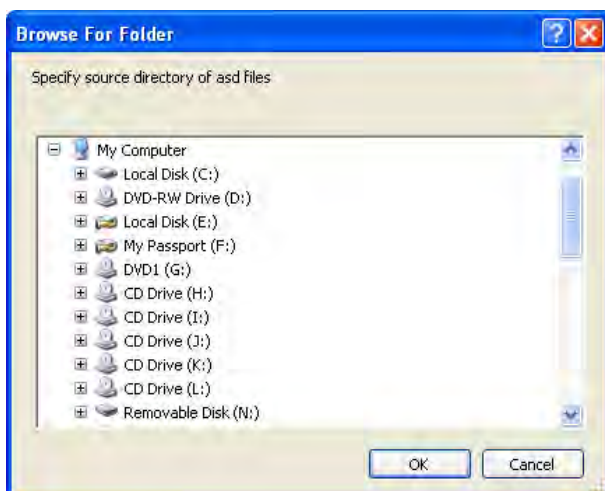 Browse For Folder
Specify source directory of asd files
My Computer
Local Disk (C:)
DVD-RW Drive (D:)
Local Disk (E:)
My Passport (F:)
DVD1 (G:)
CD Drive (H:)
CD Drive (I:)
CD Drive (J:)
CD Drive (K:)
CD Drive (L:)
Removable Disk (N:)
OK Cancel